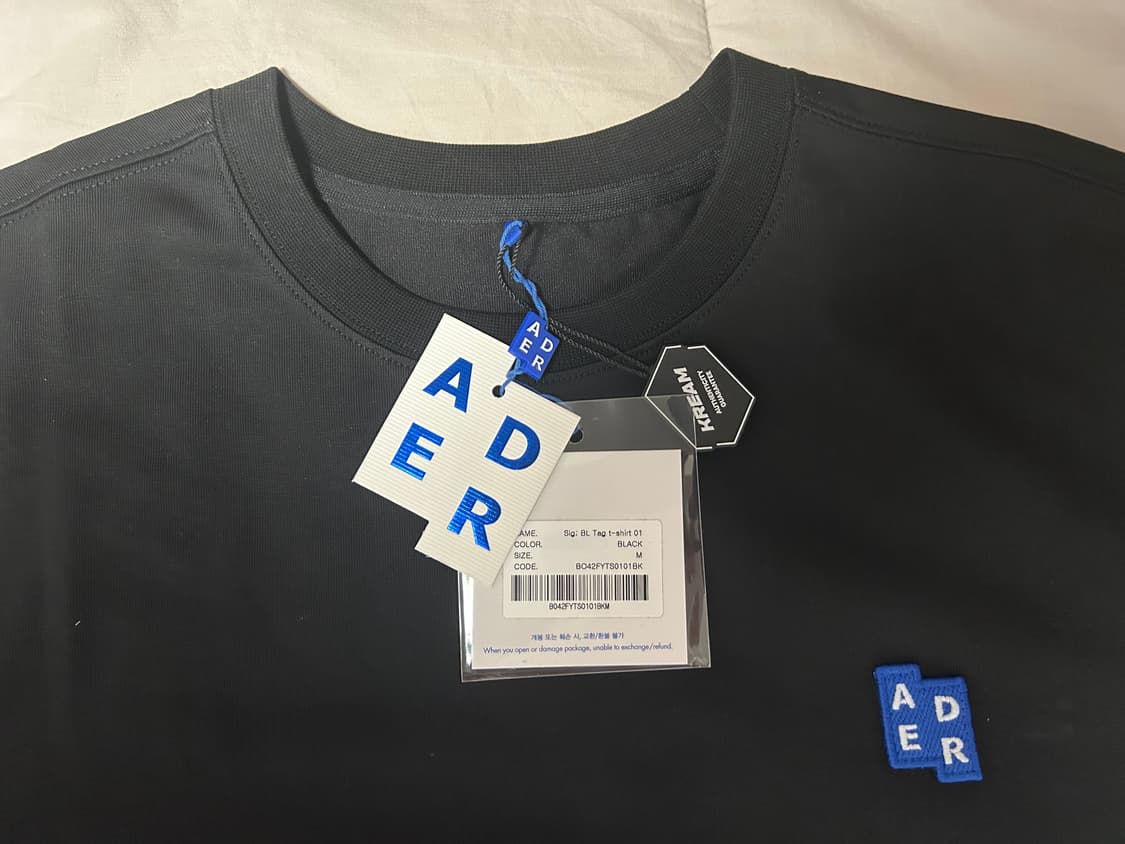 A D
E R
A
D
E
R
KREAM
AUTHENTICITY
GUARANTEE
AME. Sig; BL Tag t-shirt 01
COLOR. BLACK
SIZE. M
CODE. BO42FYTS0101BK
BO42FYTS0101BKM
개봉 또는 훼손 시, 교환/환불 불가
When you open or damage package, unable to exchange/refund.
A D
E R